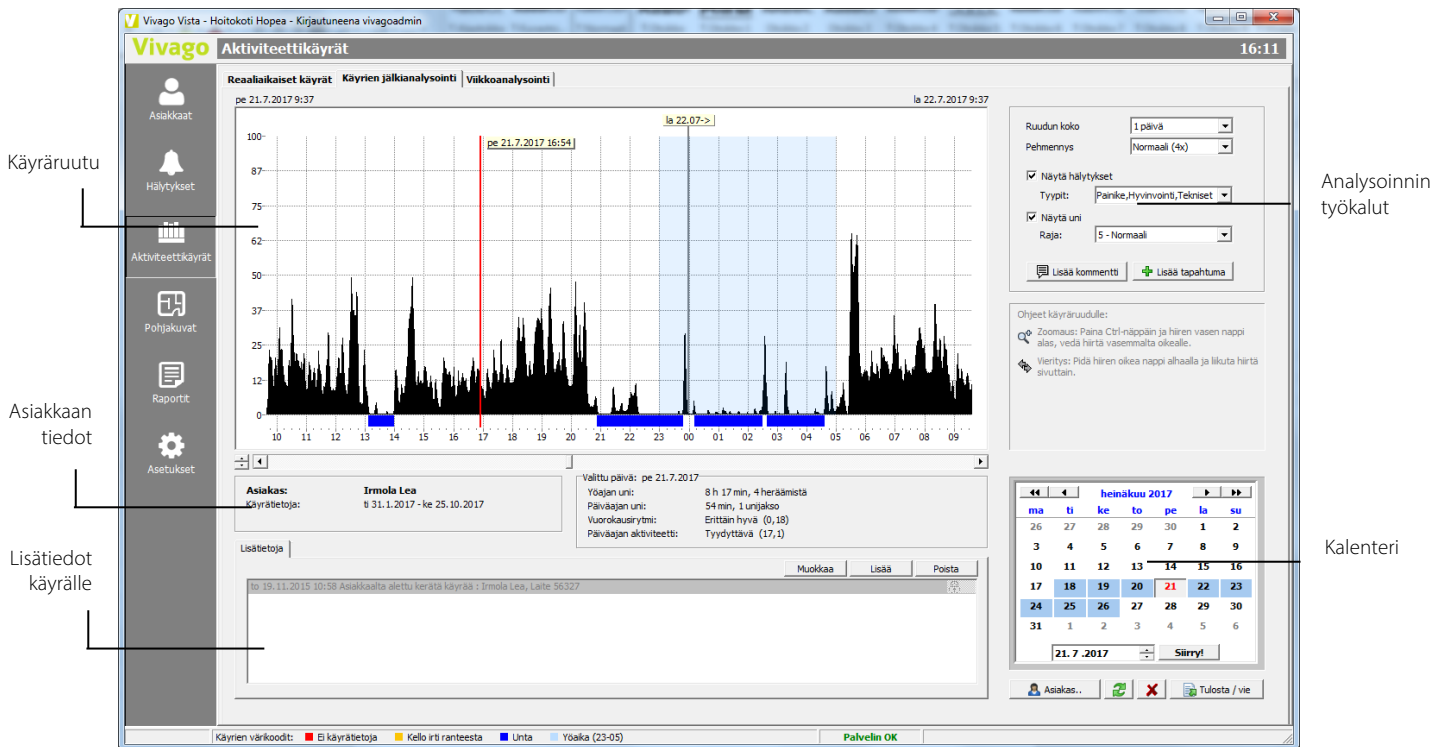 Vivago Vista - Hoitokoti Hopea - Kirjautuneena vivagoadmin
Vivago
Aktiviteettikäyrät
16:11
Asiakkaat
Hälytykset
Aktiviteettikäyrät
Pohjakuvat
Raportit
Asetukset
Reaaliaikaiset käyrät Käyrien jälkianalysointi Viikkoanalysointi
pe 21.7.2017 9:37
la 22.7.2017 9:37
la 22.07->
pe 21.7.2017 16:54
100
87
75
62
50
37
25
12
0
10 11 12 13 14 15 16 17 18 19 20 21 22 23 00 01 02 03 04 05 06 07 08 09
Käyräruutu
Asiakkaan
tiedot
Lisätiedot
käyrälle
Analysoinnin
työkalut
Kalenteri
Ruudun koko 1 päivä
Pehmennys Normaali (4x)
Näytä hälytykset
Tyypit: Painike,Hyvinvointi,Tekniset
Näytä uni
Raja: 5 - Normaali
Lisää kommentti Lisää tapahtuma
Ohjeet käyräruudulle:
Zoomaus: Paina Ctrl-näppäin ja hiiren vasen nappi
alas, vedä hiirtä vasemmalta oikealle.
Vieritys: Pidä hiiren oikea nappi alhaalla ja liikuta hiirtä
sivuttain.
Asiakas: Irmola Lea
Käyrätietoja: ti 31.1.2017 - ke 25.10.2017
Valittu päivä: pe 21.7.2017
Yöajan uni: 8 h 17 min, 4 heräämistä
Päiväajan uni: 54 min, 1 unijakso
Vuorokausirytmi: Erittäin hyvä (0,18)
Päiväajan aktiviteetti: Tyydyttävä (17,1)
Lisätietoja
Muokkaa Lisää Poista
to 19.11.2015 10:58 Asiakkaalta alettu kerätä käyrää : Irmola Lea, Laite 56327
heinäkuu 2017
ma ti ke to pe la su
26 27 28 29 30 1 2
3 4 5 6 7 8 9
10 11 12 13 14 15 16
17 18 19 20 21 22 23
24 25 26 27 28 29 30
31 1 2 3 4 5 6
21. 7 .2017 Siirry!
Asiakas.. Tulosta / vie
Käyrien värikoodit: Ei käyrätietoja Kello irti ranteesta Unta Yöaika (23-05)
Palvelin OK